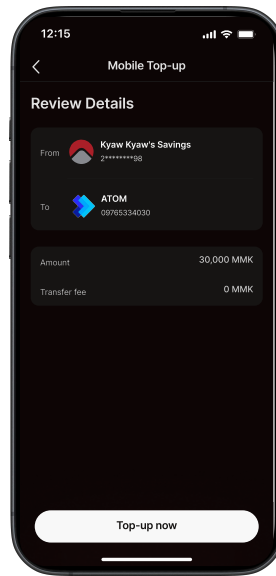 12:15
Mobile Top-up
Review Details
From
Kyaw Kyaw's Savings
2********98
To
ATOM
09765334030
Amount 30,000 MMK
Transfer fee 0 MMK
Top-up now